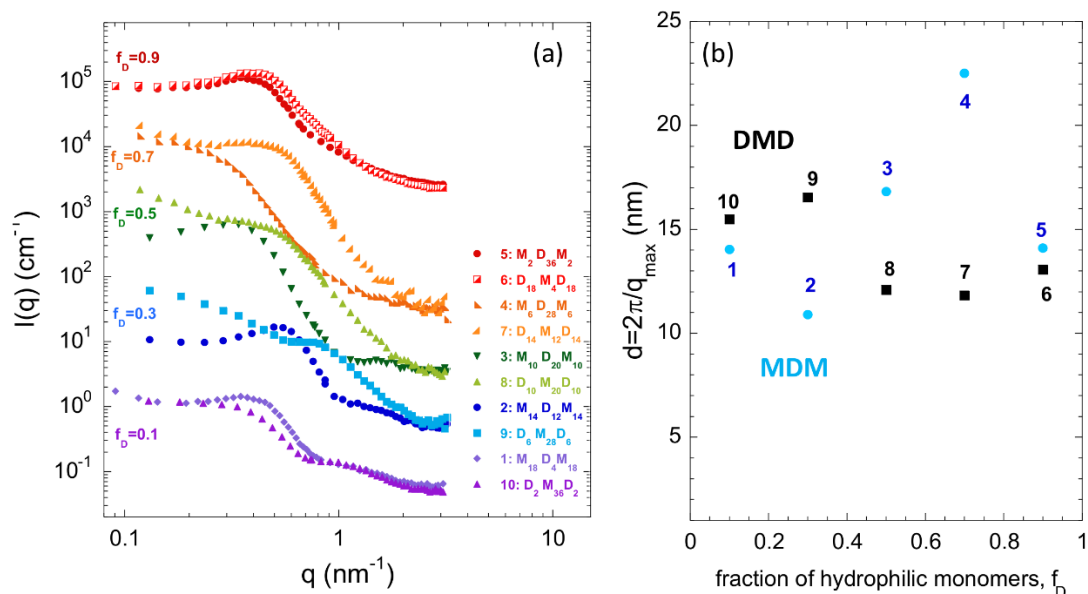 (a)
f_D=0.9
f_D=0.7
f_D=0.5
f_D=0.3
f_D=0.1
10⁵
10⁴
10³
10²
10
10⁰
10⁻¹
I(q) (cm⁻¹)
5: M₂D₃₆M₂
6: D₁₈M₄D₁₈
4: M₆D₂₈M₆
7: D₁₄M₁₂D₁₄
3: M₁₀D₂₀M₁₀
8: D₁₀M₂₀D₁₀
2: M₁₄D₁₂M₁₄
9: D₆M₂₈D₆
1: M₁₈D₄M₁₈
10: D₂M₃₆D₂
0.1
1
10
q (nm⁻¹)
(b)
25
20
15
10
5
d=2π/q_max (nm)
DMD
MDM
10
1
9
2
3
8
4
7
5
6
0
0.2
0.4
0.6
0.8
1
fraction of hydrophilic monomers, f_D